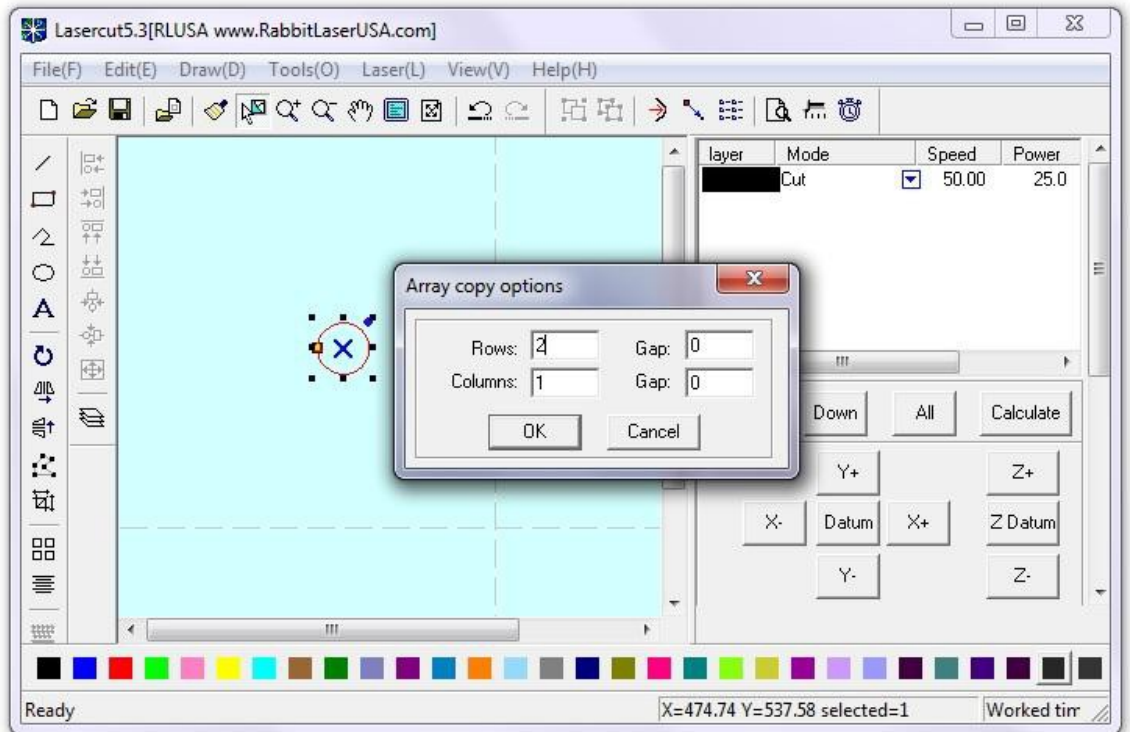 Lasercut5.3[RLUSA www.RabbitLaserUSA.com]
File(F) Edit(E) Draw(D) Tools(O) Laser(L) View(V) Help(H)
layer Mode Speed Power
Cut 50.00 25.0
A
Array copy options
Rows: 2 Gap: 0
Columns: 1 Gap: 0
OK Cancel
Down All Calculate
Y+ Z+
X- Datum X+ Z Datum
Y- Z-
Ready X=474.74 Y=537.58 selected=1 Worked tim